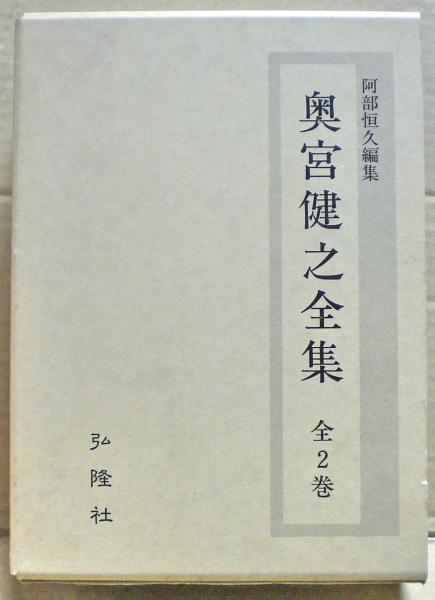 阿部恒久編集
奥宮健之全集
全2巻
弘隆社